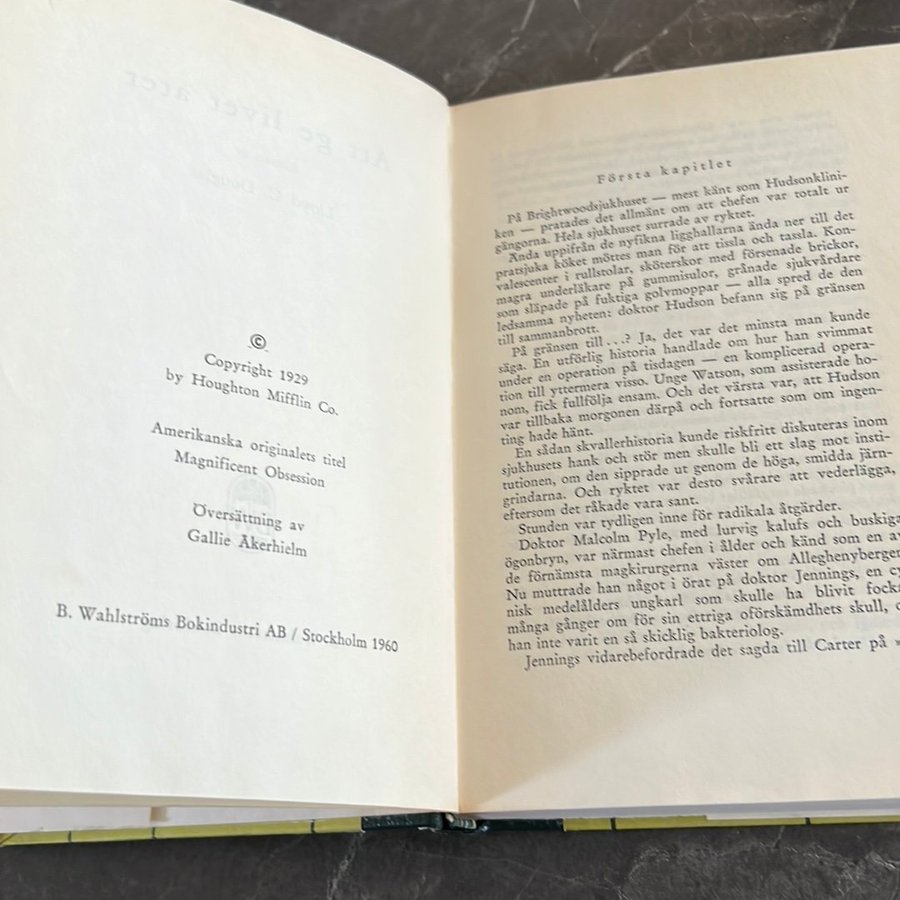 ©
Copyright 1929
by Houghton Mifflin Co.
Amerikanska originalets titel
Magnificent Obsession
Översättning av
Gallie Åkerhielm
B. Wahlströms Bokindustri AB / Stockholm 1960
Första kapitlet
På Brightwoodsjukhuset — mest känt som Hudsonklini-
ken — pratades det allmänt om att chefen var totalt ur
gängorna. Hela sjukhuset surrade av ryktet.
Ända uppifrån de nyfikna ligghallarna ända ner till det
pratsjuka köket möttes man för att tissla och tassla. Kon-
valescenter i rullstolar, sköterskor med försenade brickor,
magra underläkare på gummisulor, grånade sjukvårdare
som släpade på fuktiga golvmoppar — alla spred de den
ledsamma nyheten: doktor Hudson befann sig på gränsen
till sammanbrott.
På gränsen till ...? Ja, det var det minsta man kunde
säga. En utförlig historia handlade om hur han svimmat
under en operation på tisdagen — en komplicerad opera-
tion till yttermera visso. Unge Watson, som assisterade ho-
nom, fick fullfölja ensam. Och det värsta var, att Hudson
var tillbaka morgonen därpå och fortsatte som om ingen-
ting hade hänt.
En sådan skvallerhistoria kunde riskfritt diskuteras inom
sjukhusets hank och stör men skulle bli ett slag mot insti-
tutionen, om den sipprade ut genom de höga, smidda järn-
grindarna. Och ryktet var desto svårare att vederlägga,
eftersom det råkade vara sant.
Stunden var tydligen inne för radikala åtgärder.
Doktor Malcolm Pyle, med lurvig kalufs och buskiga
ögonbryn, var närmast chefen i ålder och känd som en av
de förnämsta magkirurgerna väster om Alleghenyberger
Nu muttrade han något i örat på doktor Jennings, en cy
nisk medelålders ungkarl som skulle ha blivit focka
många gånger om för sin ettriga oförskämdhets skull, o
han inte varit en så skicklig bakteriolog.
Jennings vidarebefordrade det sagda till Carter på